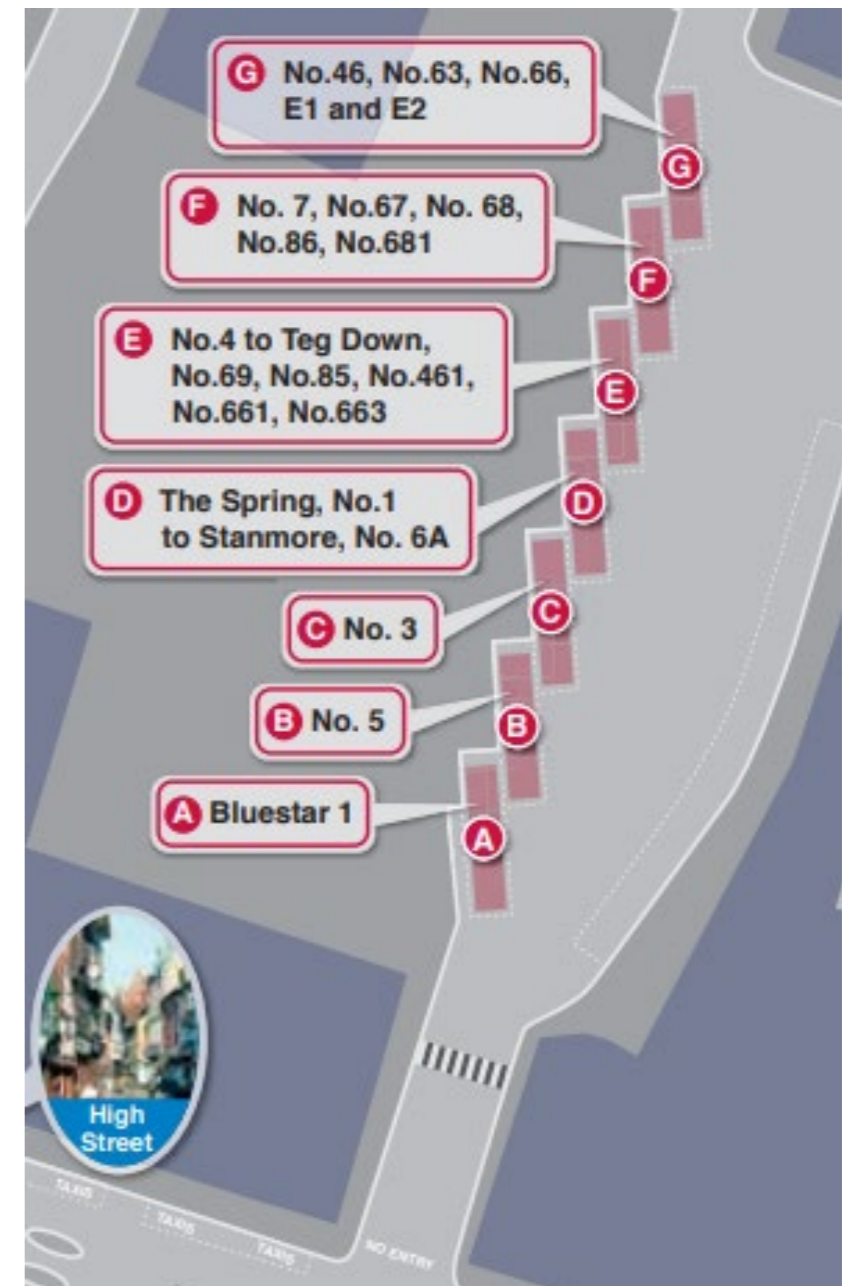 G No.46, No.63, No.66,
E1 and E2
G
F No. 7, No.67, No. 68,
No.86, No.681
F
E No.4 to Teg Down,
No.69, No.85, No.461,
No.661, No.663
E
D The Spring, No.1
to Stanmore, No. 6A
D
C No. 3
C
B No. 5
B
A Bluestar 1
A
High
Street
TAXIS
TAXIS
TAXIS
NO ENTRY